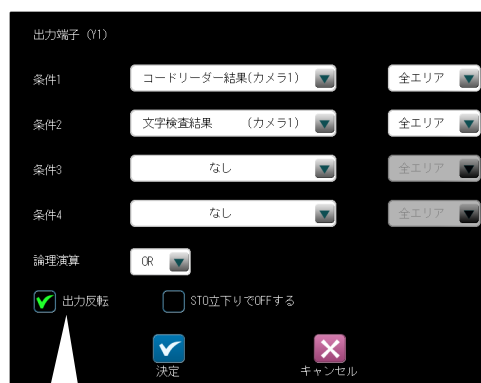 出力端子 (Y1)
条件1 コードリーダー結果(カメラ1) 全エリア
条件2 文字検査結果 (カメラ1) 全エリア
条件3 なし 全エリア
条件4 なし 全エリア
論理演算 OR
出力反転 STO立下りでOFFする
決定 キャンセル